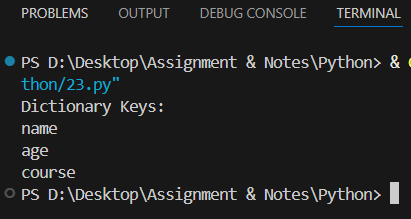 PROBLEMS OUTPUT DEBUG CONSOLE TERMINAL
PS D:\Desktop\Assignment & Notes\Python> &
thon/23.py"
Dictionary Keys:
name
age
course
PS D:\Desktop\Assignment & Notes\Python>